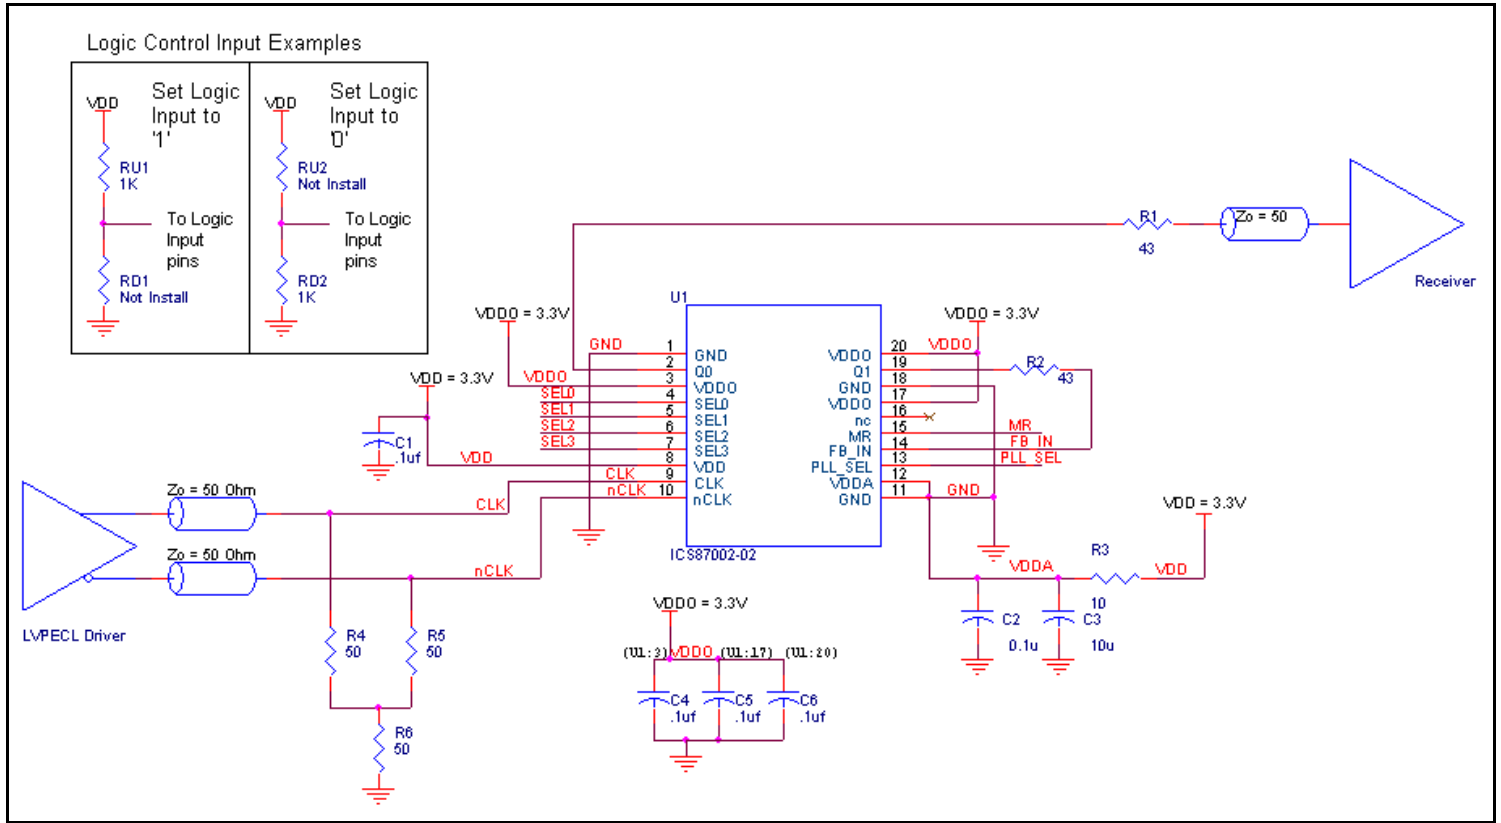 Logic Control Input Examples
VDD
Set Logic
Input to
'1'
RU1
1K
To Logic
Input
pins
RD1
Not Install
VDD
Set Logic
Input to
'0'
RU2
Not Install
To Logic
Input
pins
RD2
1K
R1
43
Zo = 50
Receiver
U1
VDDO = 3.3V
VDDO = 3.3V
VDD = 3.3V
GND
VDDO
SEL0
SEL1
SEL2
SEL3
VDD
CLK
nCLK
1
2
3
4
5
6
7
8
9
10
GND
Q0
VDDO
SEL0
SEL1
SEL2
SEL3
VDD
CLK
nCLK
VDDO
Q1
GND
VDDO
nc
MR
FB_IN
PLL_SEL
VDDA
GND
20
19
18
17
16
15
14
13
12
11
VDDO
R2
43
MR
FB_IN
PLL_SEL
GND
ICS87002-02
C1
.1uf
Zo = 50 Ohm
CLK
Zo = 50 Ohm
nCLK
LVPECL Driver
R4
50
R5
50
R6
50
VDDO = 3.3V
(U1:3)
VDDO
(U1:17)
(U1:20)
C4
.1uf
C5
.1uf
C6
.1uf
VDD = 3.3V
R3
10
VDDA
VDD
C2
0.1u
C3
10u